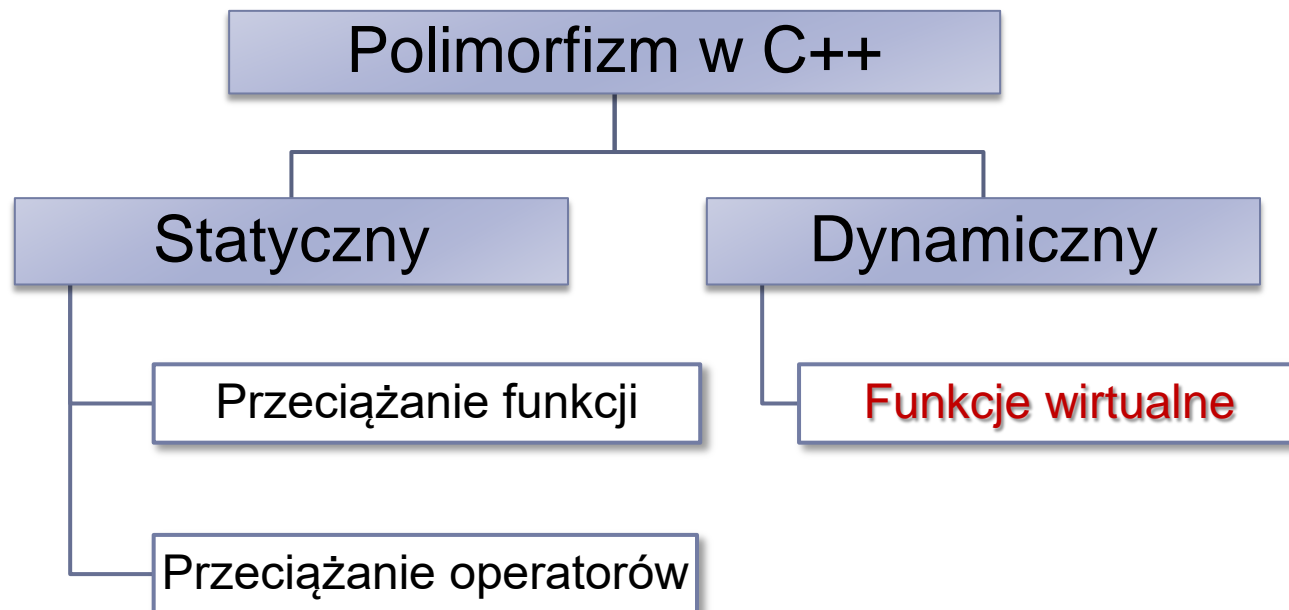 Polimorfizm w C++
Statyczny
Dynamiczny
Przeciążanie funkcji
Funkcje wirtualne
Przeciążanie operatorów